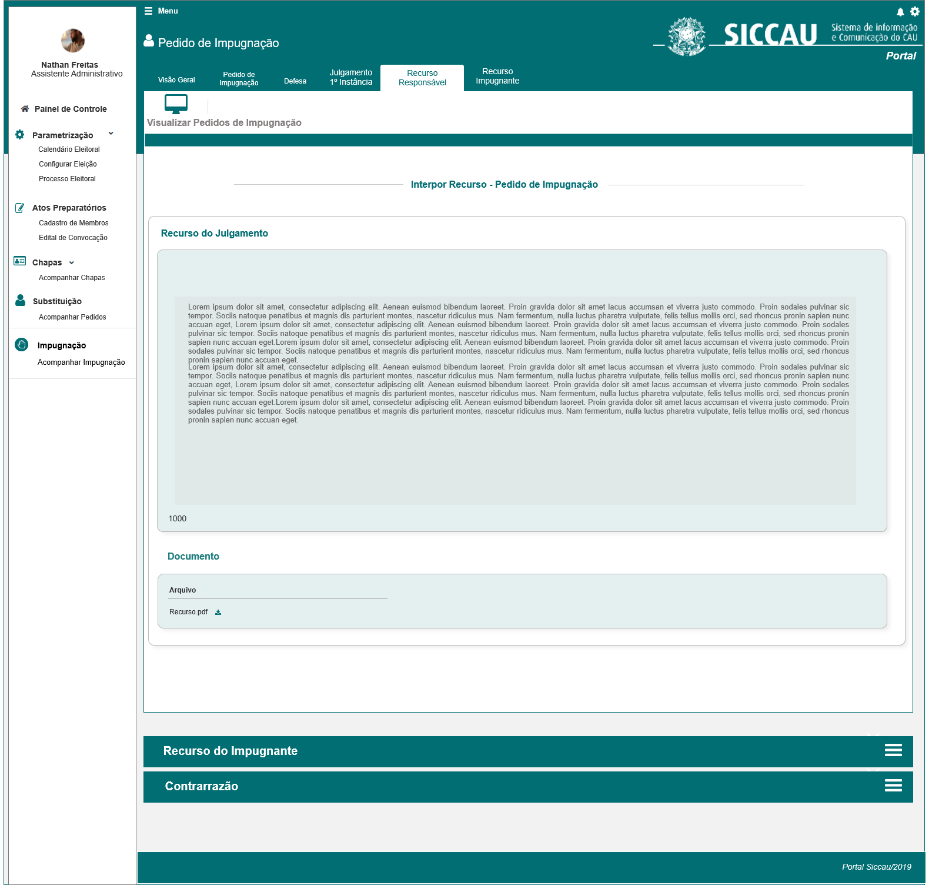 Menu
Pedido de Impugnação
SICCAU
Sistema de informação
e Comunicação do CAU
Portal
Nathan Freitas
Assistente Administrativo
Painel de Controle
Parametrização
Calendário Eleitoral
Configurar Eleição
Processo Eleitoral
Atos Preparatórios
Cadastro de Membros
Edital de Convocação
Chapas
Acompanhar Chapas
Substituição
Acompanhar Pedidos
Impugnação
Acompanhar Impugnação
Visão Geral
Pedido de
Impugnação
Defesa
Julgamento
1ª Instância
Recurso
Responsável
Recurso
Impugnante
Visualizar Pedidos de Impugnação
Interpor Recurso - Pedido de Impugnação
Recurso do Julgamento
Lorem ipsum dolor sit amet, consectetur adipiscing elit. Aenean euismod bibendum laoreet. Proin gravida dolor sit amet lacus accumsan et viverra justo commodo. Proin sodales pulvinar sic
tempor. Sociis natoque penatibus et magnis dis parturient montes, nascetur ridiculus mus. Nam fermentum, nulla luctus pharetra vulputate, felis tellus mollis orci, sed rhoncus pronin sapien nunc
accuan eget, Lorem ipsum dolor sit amet, consectetur adipiscing elit. Aenean euismod bibendum laoreet. Proin gravida dolor sit amet lacus accumsan et viverra justo commodo. Proin sodales
pulvinar sic tempor. Sociis natoque penatibus et magnis dis parturient montes, nascetur ridiculus mus. Nam fermentum, nulla luctus pharetra vulputate, felis tellus mollis orci, sed rhoncus pronin
sapien nunc accuan eget.Lorem ipsum dolor sit amet, consectetur adipiscing elit. Aenean euismod bibendum laoreet. Proin gravida dolor sit amet lacus accumsan et viverra justo commodo. Proin
sodales pulvinar sic tempor. Sociis natoque penatibus et magnis dis parturient montes, nascetur ridiculus mus. Nam fermentum, nulla luctus pharetra vulputate, felis tellus mollis orci, sed rhoncus
pronin sapien nunc accuan eget.
Lorem ipsum dolor sit amet, consectetur adipiscing elit. Aenean euismod bibendum laoreet. Proin gravida dolor sit amet lacus accumsan et viverra justo commodo. Proin sodales pulvinar sic
tempor. Sociis natoque penatibus et magnis dis parturient montes, nascetur ridiculus mus. Nam fermentum, nulla luctus pharetra vulputate, felis tellus mollis orci, sed rhoncus pronin sapien nunc
accuan eget, Lorem ipsum dolor sit amet, consectetur adipiscing elit. Aenean euismod bibendum laoreet. Proin gravida dolor sit amet lacus accumsan et viverra justo commodo. Proin sodales
pulvinar sic tempor. Sociis natoque penatibus et magnis dis parturient montes, nascetur ridiculus mus. Nam fermentum, nulla luctus pharetra vulputate, felis tellus mollis orci, sed rhoncus pronin
sapien nunc accuan eget.Lorem ipsum dolor sit amet, consectetur adipiscing elit. Aenean euismod bibendum laoreet. Proin gravida dolor sit amet lacus accumsan et viverra justo commodo. Proin
sodales pulvinar sic tempor. Sociis natoque penatibus et magnis dis parturient montes, nascetur ridiculus mus. Nam fermentum, nulla luctus pharetra vulputate, felis tellus mollis orci, sed rhoncus
pronin sapien nunc accuan eget.
1000
Documento
Arquivo
Recurso pdf
Recurso do Impugnante
Contrarrazão
Portal Siccau/2019